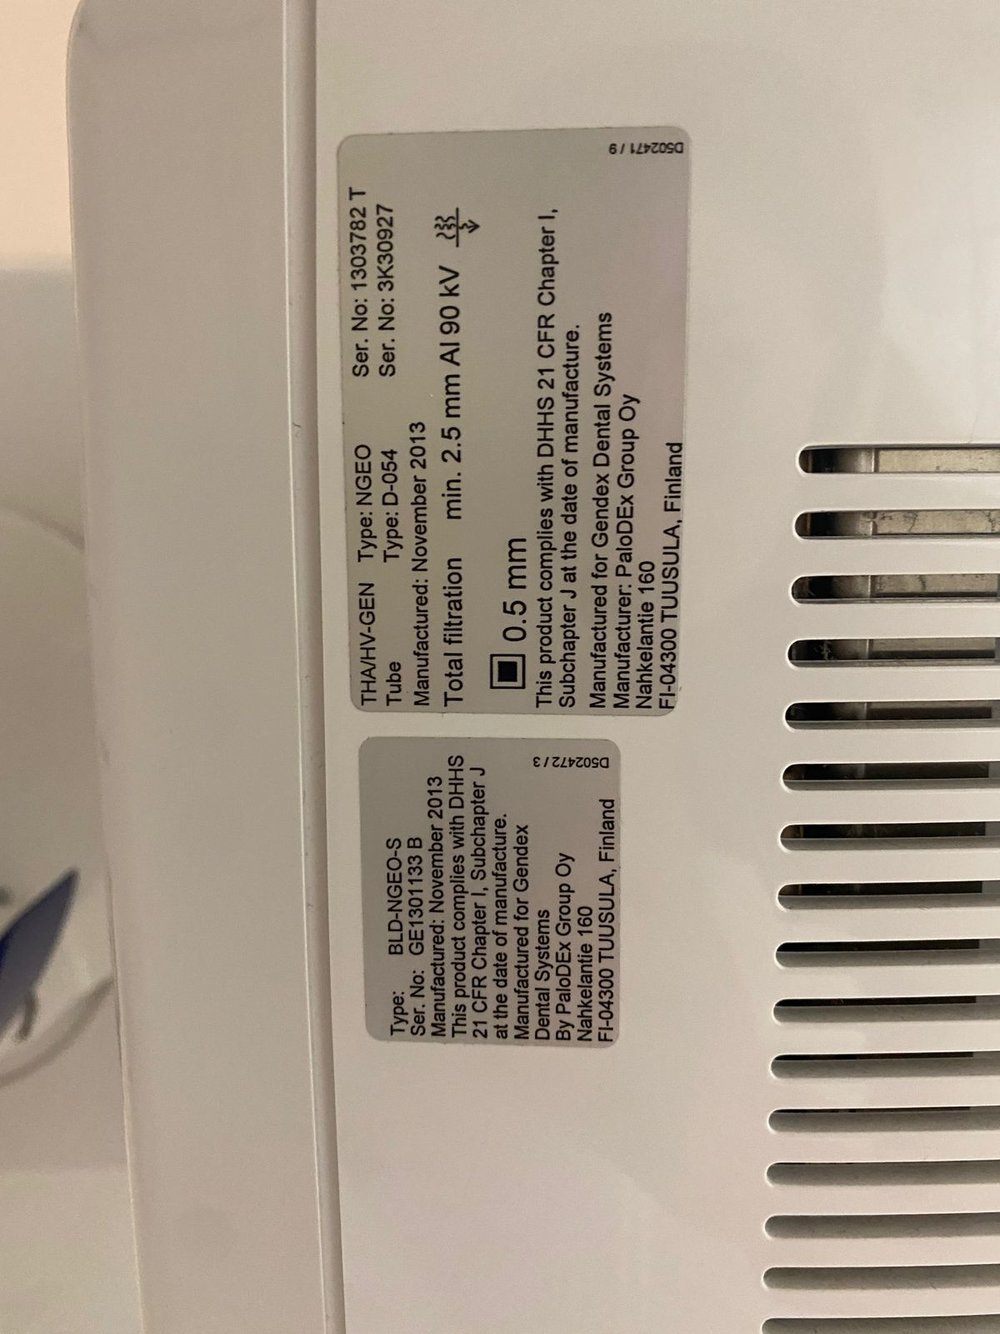 THA/HV-GEN Type: NGEO Ser. No: 1303782 T
Tube Type: D-054 Ser. No: 3K30927
Manufactured: November 2013
Total filtration min. 2.5 mm Al 90 kV
0.5 mm
This product complies with DHHS 21 CFR Chapter I,
Subchapter J at the date of manufacture.
Manufactured for Gendex Dental Systems
Manufacturer: PaloDEx Group Oy
Nahkelantie 160
FI-04300 TUUSULA, Finland
D502471 / 9
Type: BLD-NGEO-S
Ser. No: GE1301133 B
Manufactured: November 2013
This product complies with DHHS
21 CFR Chapter I, Subchapter J
at the date of manufacture.
Manufactured for Gendex
Dental Systems
By PaloDEx Group Oy
Nahkelantie 160
FI-04300 TUUSULA, Finland
D502472 / 3